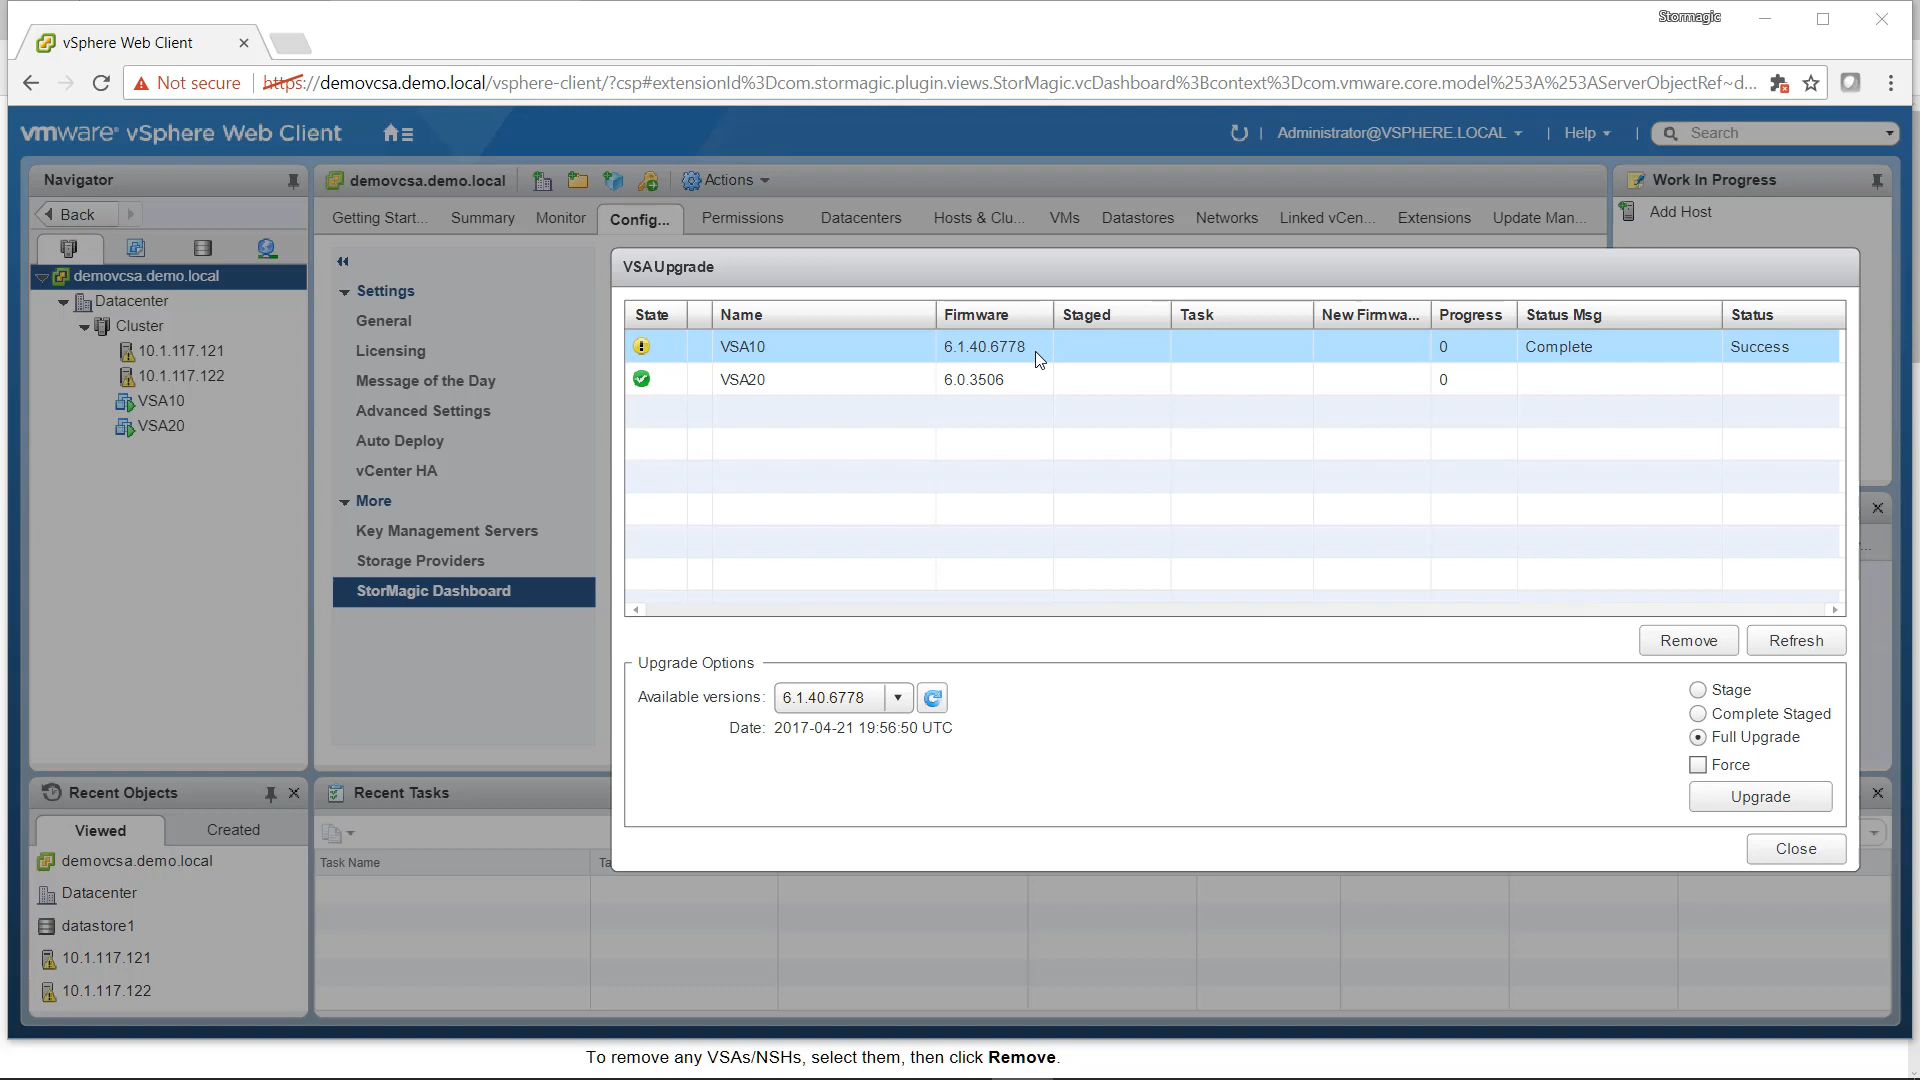 Stormagic
vSphere Web Client
Not secure https://demovcsa.demo.local/vsphere-client/?csp#extensionId%3Dcom.stormagic.plugin.views.StorMagic.vcDashboard%3Bcontext%3Dcom.vmware.core.model%253A%253AServerObjectRef~d...
vmware® vSphere Web Client
Administrator@VSPHERE.LOCAL | Help | Search
Navigator
Back
demovcsa.demo.local
Datacenter
Cluster
10.1.117.121
10.1.117.122
VSA10
VSA20
demovcsa.demo.local Actions
Getting Start... Summary Monitor Config... Permissions Datacenters Hosts & Clu... VMs Datastores Networks Linked vCen... Extensions Update Man...
Settings
General
Licensing
Message of the Day
Advanced Settings
Auto Deploy
vCenter HA
More
Key Management Servers
Storage Providers
StorMagic Dashboard
Work In Progress
Add Host
VSA Upgrade
State Name Firmware Staged Task New Firmwa... Progress Status Msg Status
VSA10 6.1.40.6778 0 Complete Success
VSA20 6.0.3506 0
Remove Refresh
Upgrade Options
Available versions: 6.1.40.6778
Date: 2017-04-21 19:56:50 UTC
Stage
Complete Staged
Full Upgrade
Force
Upgrade
Close
Recent Objects
Viewed Created
demovcsa.demo.local
Datacenter
datastore1
10.1.117.121
10.1.117.122
Recent Tasks
Task Name Ta
To remove any VSAs/NSHs, select them, then click Remove.